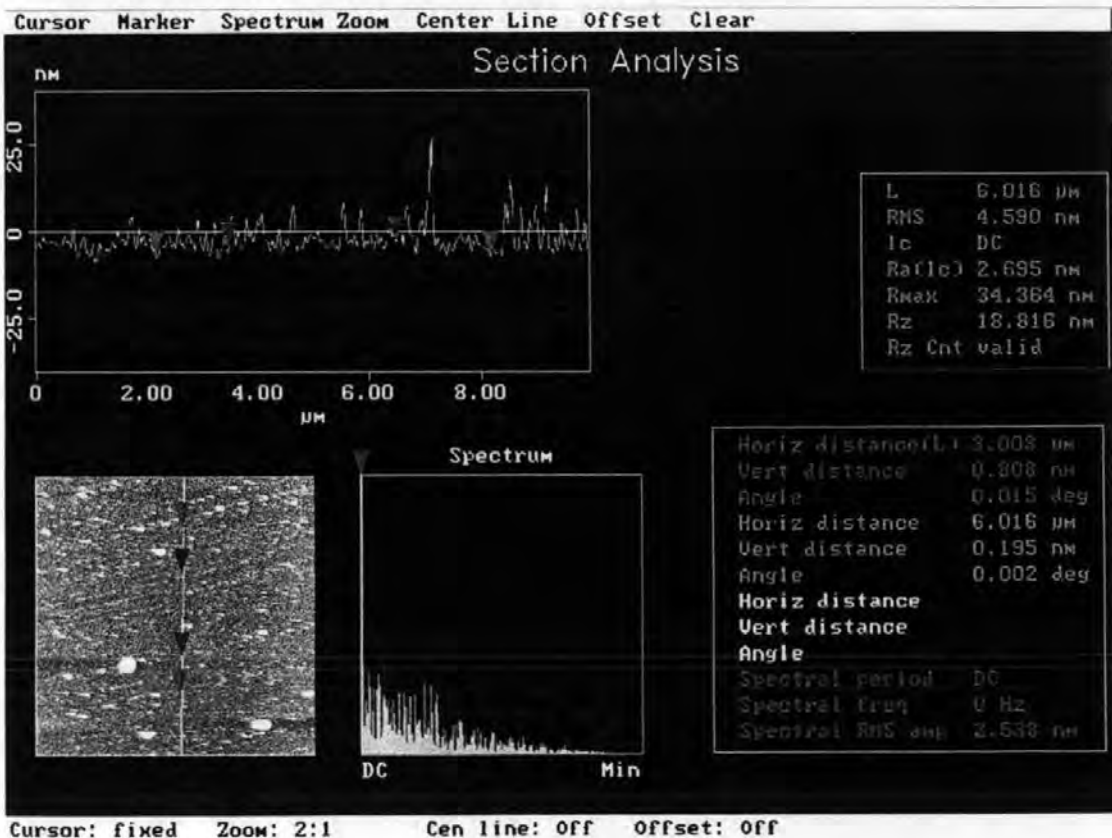 Cursor Marker Spectrum Zoom Center Line Offset Clear
Section Analysis
nM
25.0
0
-25.0
0 2.00 4.00 6.00 8.00
µM
L 6.016 µM
RMS 4.590 nM
lc DC
Ra(lc) 2.695 nM
Rmax 34.364 nM
Rz 18.816 nM
Rz Cnt valid
Spectrum
DC Min
Horiz distance(L) 3.008 µM
Vert distance 0.808 nM
Angle 0.015 deg
Horiz distance 6.016 µM
Vert distance 0.195 nM
Angle 0.002 deg
Horiz distance
Vert distance
Angle
Spectral period DC
Spectral freq 0 Hz
Spectral RMS amp 2.538 nM
Cursor: fixed Zoom: 2:1 Cen line: Off Offset: Off